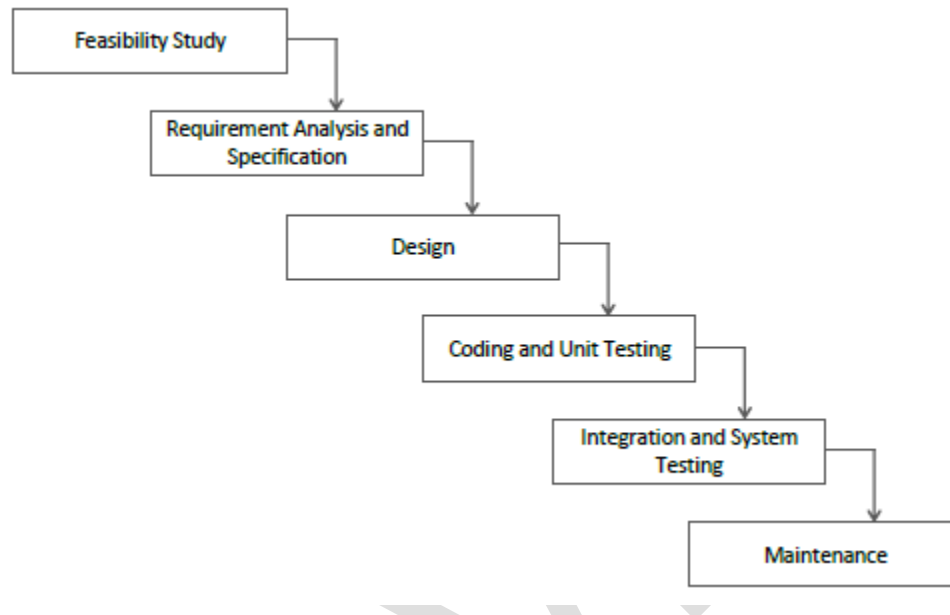 Feasibility Study
Requirement Analysis and
Specification
Design
Coding and Unit Testing
Integration and System
Testing
Maintenance